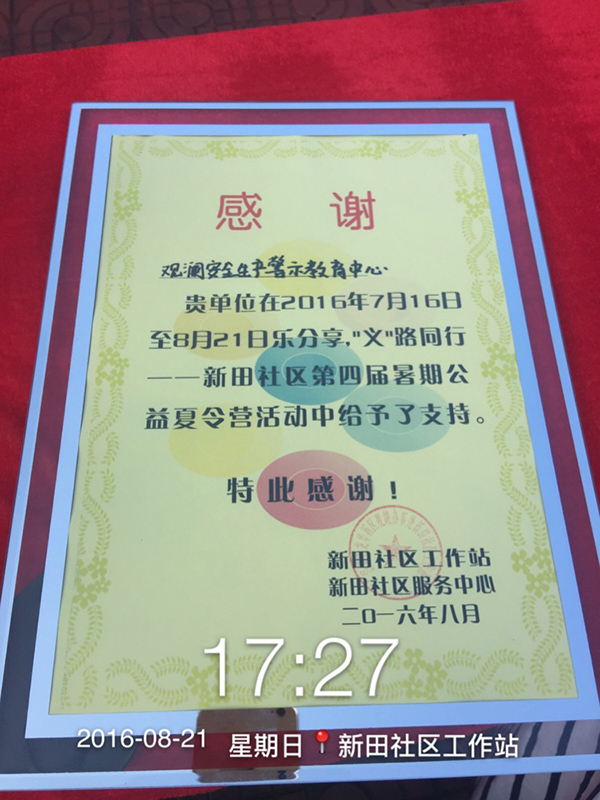 感 谢
观澜安全生产警示教育中心
贵单位在2016年7月16日
至8月21日乐分享,"义"路同行
——新田社区第四届暑期公
益夏令营活动中给予了支持。
特此感谢!
新田社区工作站
新田社区服务中心
二〇一六年八月
17:27
2016-08-21 星期日 新田社区工作站